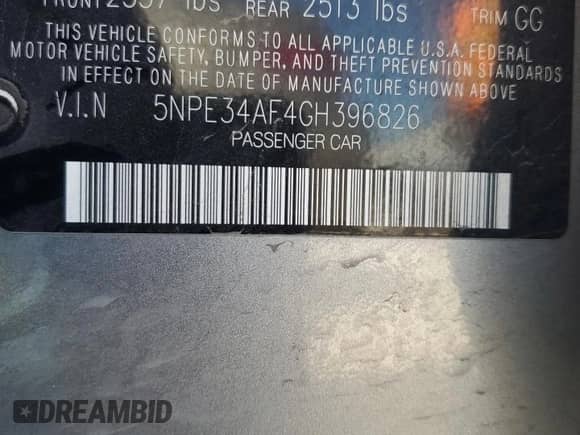 REAR 2513 lbs
TRIM GG
THIS VEHICLE CONFORMS TO ALL APPLICABLE U.S.A. FEDERAL
MOTOR VEHICLE SAFETY, BUMPER, AND THEFT PREVENTION STANDARDS
IN EFFECT ON THE DATE OF MANUFACTURE SHOWN ABOVE
V.I.N 5NPE34AF4GH396826
PASSENGER CAR
DREAMBID